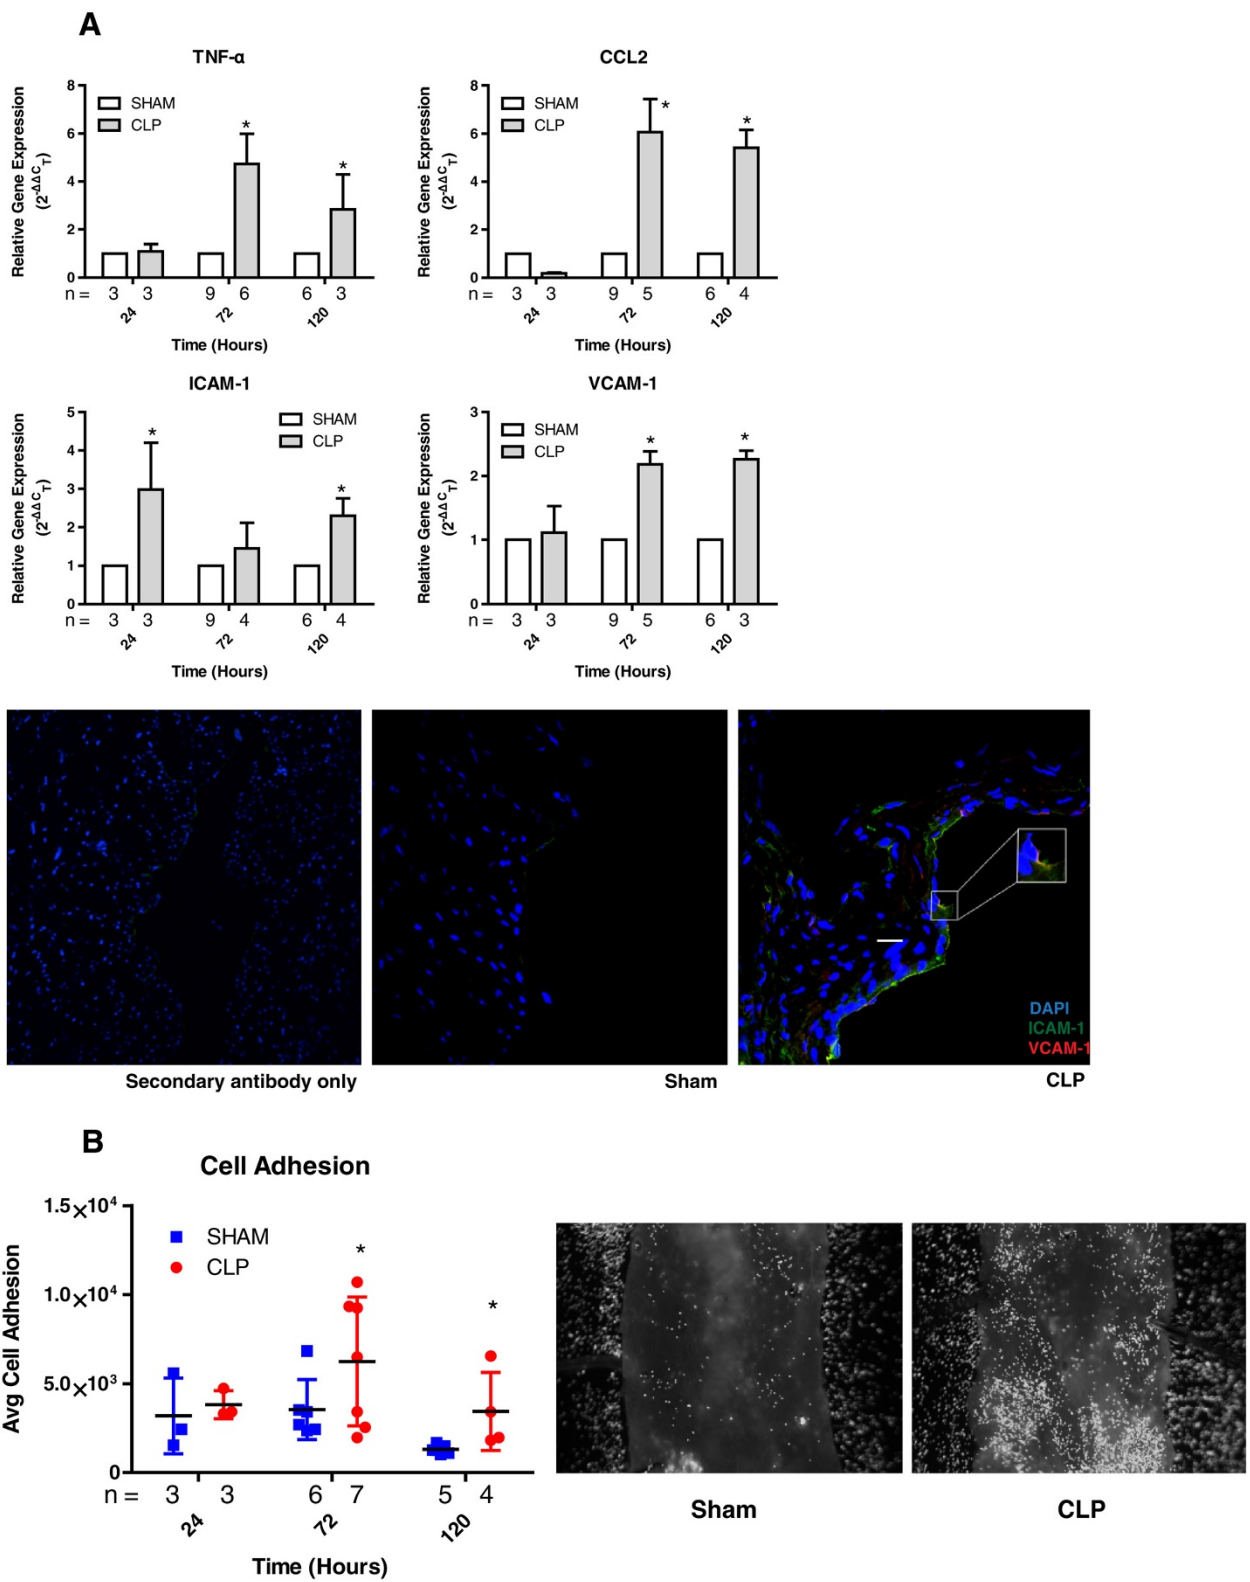 A
TNF-α
CCL2
Relative Gene Expression
(2^-ΔΔC_T)
8
6
4
2
0
SHAM
CLP
*
*
n = 3 3 9 6 6 3
24 72 120
Time (Hours)
Relative Gene Expression
(2^-ΔΔC_T)
8
6
4
2
0
SHAM
CLP
*
*
n = 3 3 9 5 6 4
24 72 120
Time (Hours)
ICAM-1
VCAM-1
Relative Gene Expression
(2^-ΔΔC_T)
5
4
3
2
1
0
SHAM
CLP
*
*
n = 3 3 9 4 6 4
24 72 120
Time (Hours)
Relative Gene Expression
(2^-ΔΔC_T)
3
2
1
0
SHAM
CLP
*
*
n = 3 3 9 5 6 3
24 72 120
Time (Hours)
DAPI
ICAM-1
VCAM-1
Secondary antibody only
Sham
CLP
B
Cell Adhesion
Avg Cell Adhesion
1.5×10^4
1.0×10^4
5.0×10^3
0
SHAM
CLP
*
*
n = 3 3 6 7 5 4
24 72 120
Time (Hours)
Sham
CLP